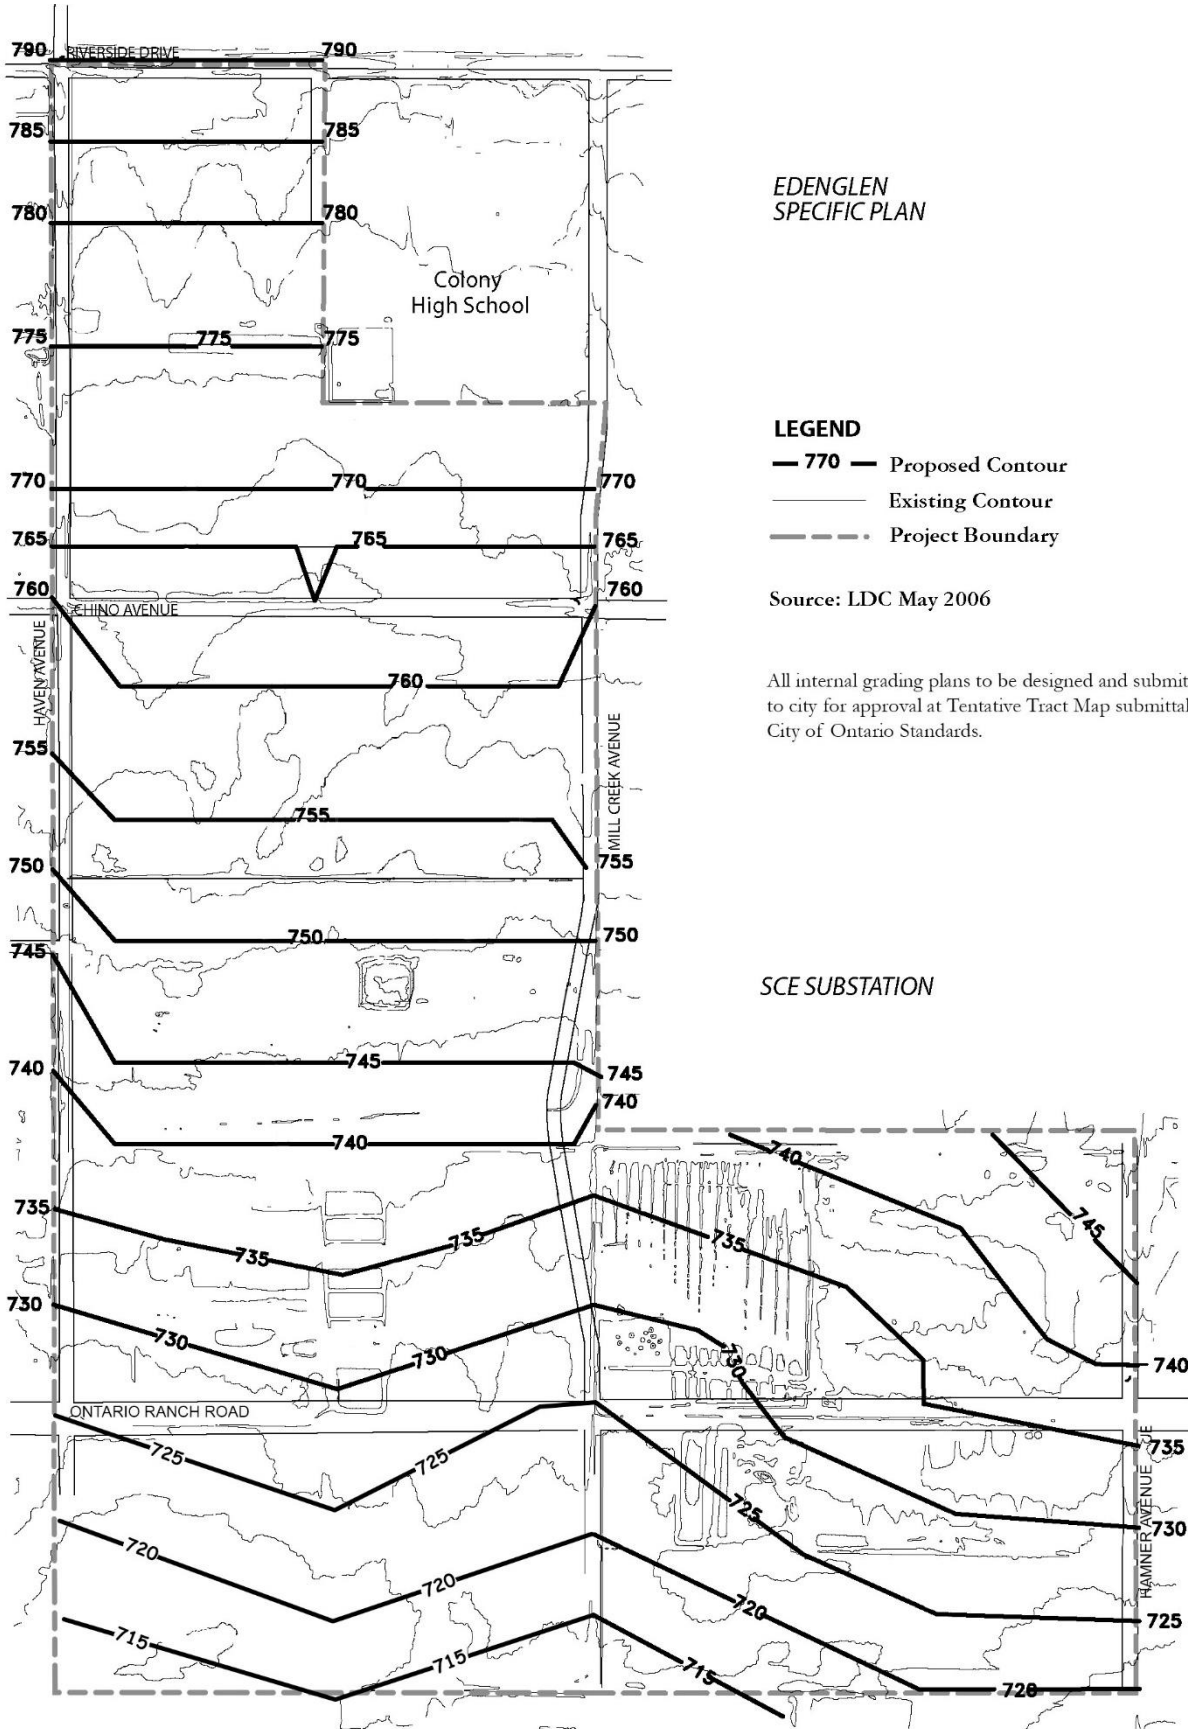 790 RIVERSIDE DRIVE 790
785 785
780 780
EDENGLEN
SPECIFIC PLAN
Colony
High School
775 775 775
LEGEND
770 Proposed Contour
Existing Contour
Project Boundary
770 770 770
765 765 765
760 760
CHINO AVENUE
Source: LDC May 2006
HAVEN AVENUE
760
All internal grading plans to be designed and submit
to city for approval at Tentative Tract Map submittal
City of Ontario Standards.
MILL CREEK AVENUE
755
755
755
750
750 750
745
SCE SUBSTATION
745 745
740
740
740
740
745
735
735 735 735
730
730 730 730
740
ONTARIO RANCH ROAD
725 725
725
735
HAMNER AVENUE
730
720 720
720
725
715 715
715
720